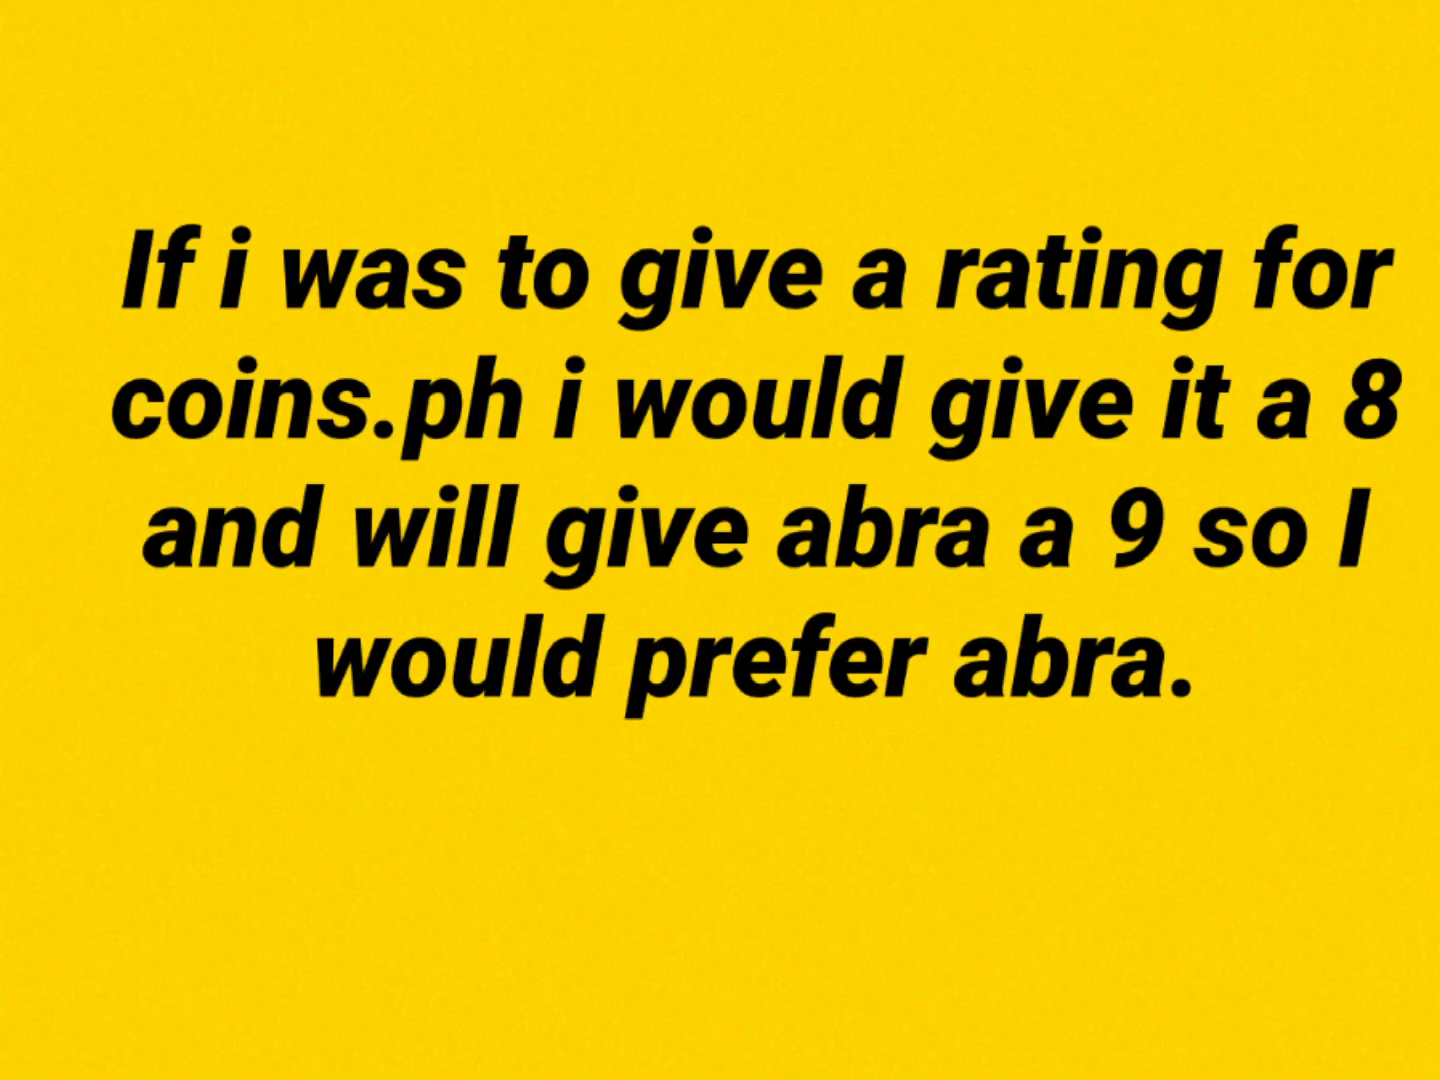 If i was to give a rating for
coins.ph i would give it a 8
and will give abra a 9 so I
would prefer abra.